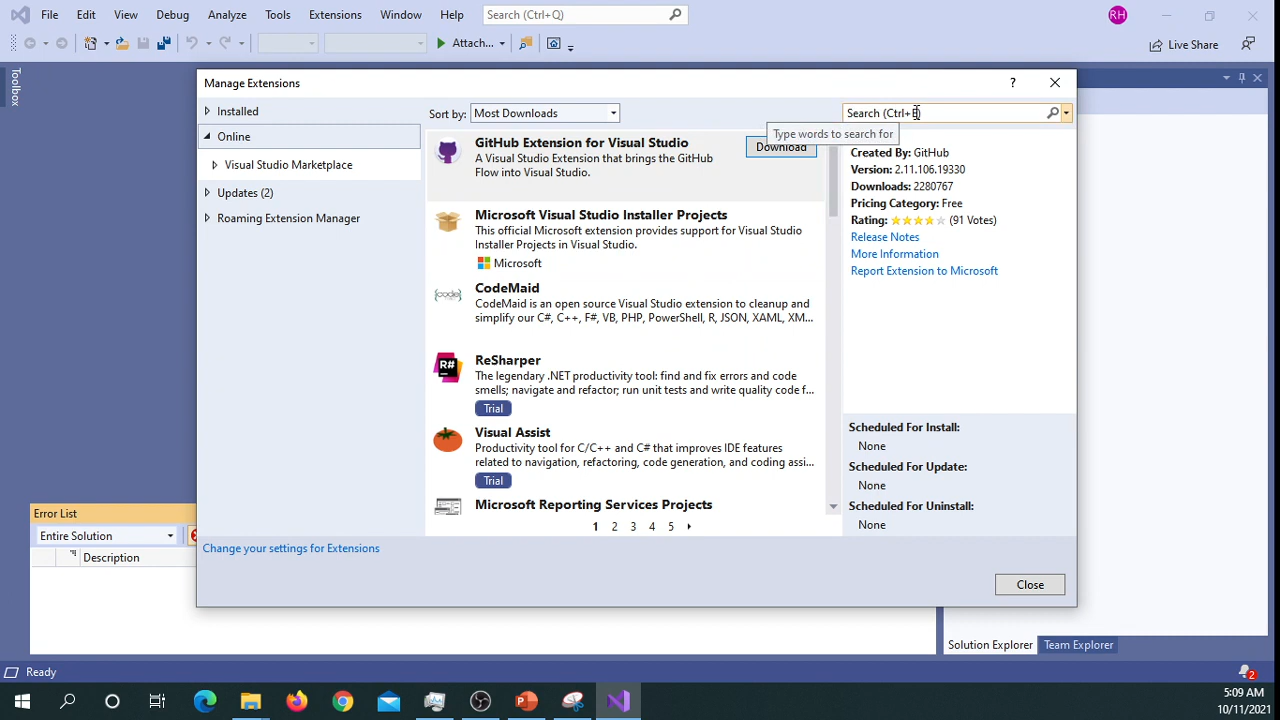 File Edit View Debug Analyze Tools Extensions Window Help Search (Ctrl+Q) RH
Attach... Live Share
Toolbox
Manage Extensions ?
Installed
Online
Visual Studio Marketplace
Updates (2)
Roaming Extension Manager
Sort by: Most Downloads
GitHub Extension for Visual Studio
A Visual Studio Extension that brings the GitHub
Flow into Visual Studio.
Download
Microsoft Visual Studio Installer Projects
This official Microsoft extension provides support for Visual Studio
Installer Projects in Visual Studio.
Microsoft
CodeMaid
CodeMaid is an open source Visual Studio extension to cleanup and
simplify our C#, C++, F#, VB, PHP, PowerShell, R, JSON, XAML, XM...
ReSharper
The legendary .NET productivity tool: find and fix errors and code
smells; navigate and refactor; run unit tests and write quality code f...
Trial
Visual Assist
Productivity tool for C/C++ and C# that improves IDE features
related to navigation, refactoring, code generation, and coding assi...
Trial
Microsoft Reporting Services Projects
1 2 3 4 5
Search (Ctrl+E)
Type words to search for
Created By: GitHub
Version: 2.11.106.19330
Downloads: 2280767
Pricing Category: Free
Rating: (91 Votes)
Release Notes
More Information
Report Extension to Microsoft
Scheduled For Install:
None
Scheduled For Update:
None
Scheduled For Uninstall:
None
Change your settings for Extensions
Close
Error List
Entire Solution
Description
Solution Explorer Team Explorer
Ready 2
5:09 AM
10/11/2021